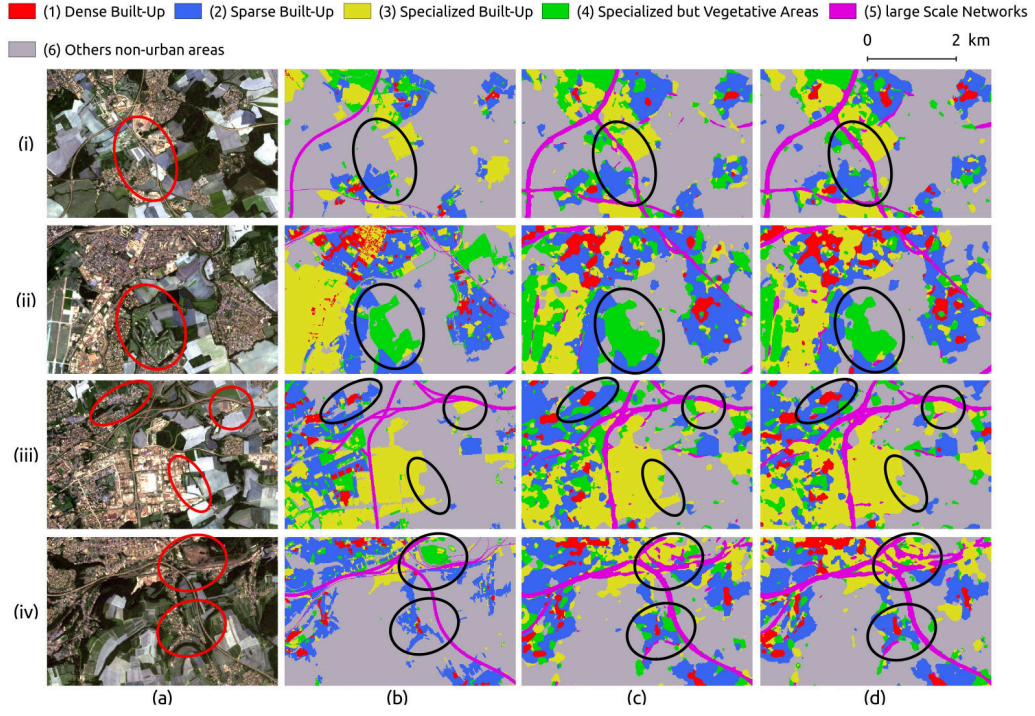 (1) Dense Built-Up (2) Sparse Built-Up (3) Specialized Built-Up (4) Specialized but Vegetative Areas (5) large Scale Networks
(6) Others non-urban areas
0 2 km
(i)
(ii)
(iii)
(iv)
(a) (b) (c) (d)